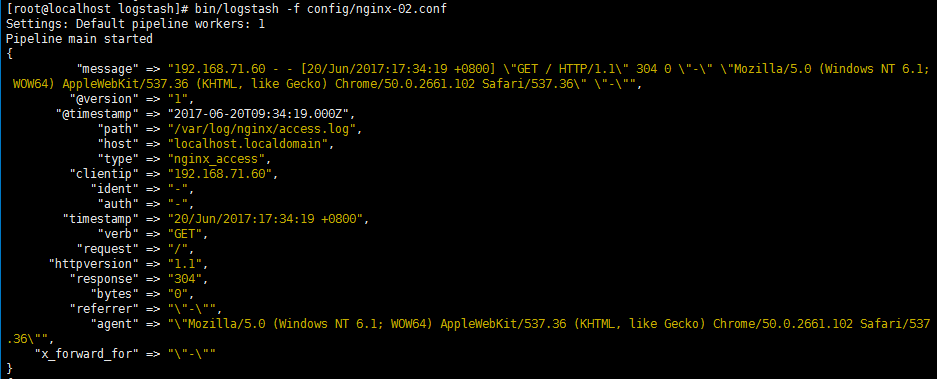 [root@localhost logstash]# bin/logstash -f config/nginx-02.conf
Settings: Default pipeline workers: 1
Pipeline main started
{
"message" => "192.168.71.60 - - [20/Jun/2017:17:34:19 +0800] \"GET / HTTP/1.1\" 304 0 \"-\" \"Mozilla/5.0 (Windows NT 6.1;
WOW64) AppleWebKit/537.36 (KHTML, like Gecko) Chrome/50.0.2661.102 Safari/537.36\" \"-\"",
"@version" => "1",
"@timestamp" => "2017-06-20T09:34:19.000Z",
"path" => "/var/log/nginx/access.log",
"host" => "localhost.localdomain",
"type" => "nginx_access",
"clientip" => "192.168.71.60",
"ident" => "-",
"auth" => "-",
"timestamp" => "20/Jun/2017:17:34:19 +0800",
"verb" => "GET",
"request" => "/",
"httpversion" => "1.1",
"response" => "304",
"bytes" => "0",
"referrer" => "\"-\"",
"agent" => "\"Mozilla/5.0 (Windows NT 6.1; WOW64) AppleWebKit/537.36 (KHTML, like Gecko) Chrome/50.0.2661.102 Safari/537
.36\"",
"x_forward_for" => "\"-\""
}